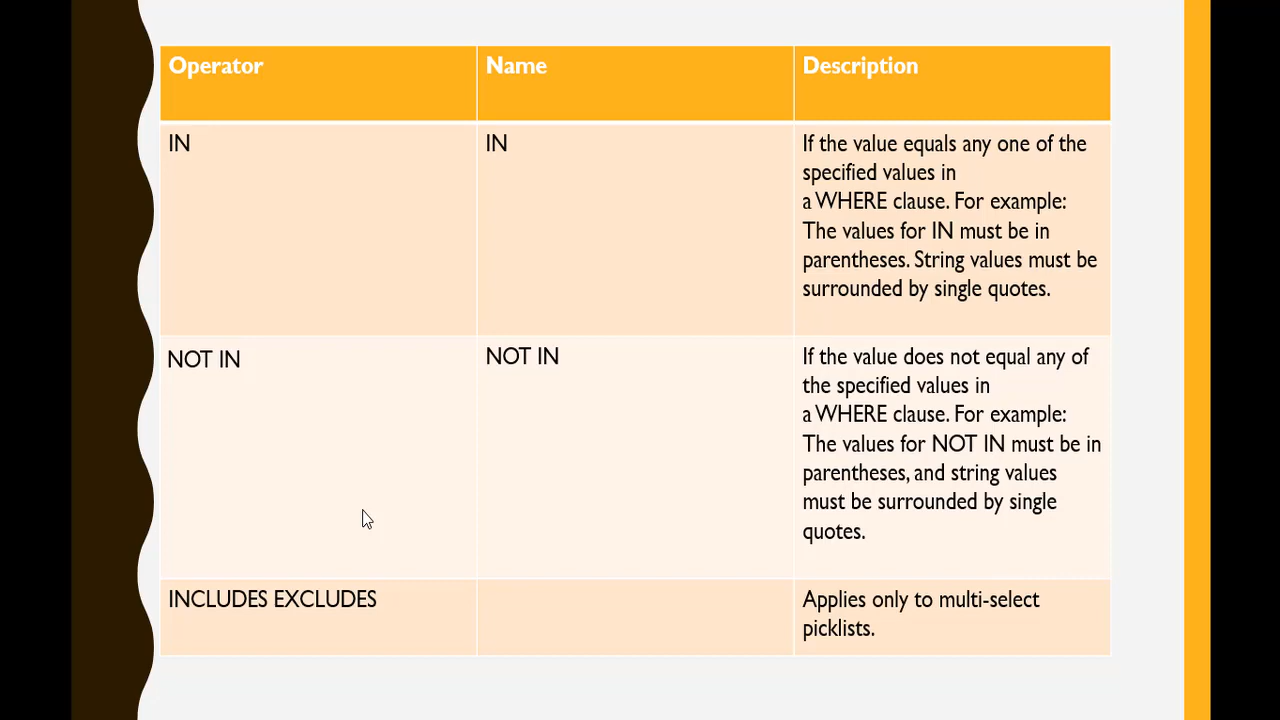 Operator Name Description
IN IN If the value equals any one of the
specified values in
a WHERE clause. For example:
The values for IN must be in
parentheses. String values must be
surrounded by single quotes.
NOT IN NOT IN If the value does not equal any of
the specified values in
a WHERE clause. For example:
The values for NOT IN must be in
parentheses, and string values
must be surrounded by single
quotes.
INCLUDES EXCLUDES Applies only to multi-select
picklists.